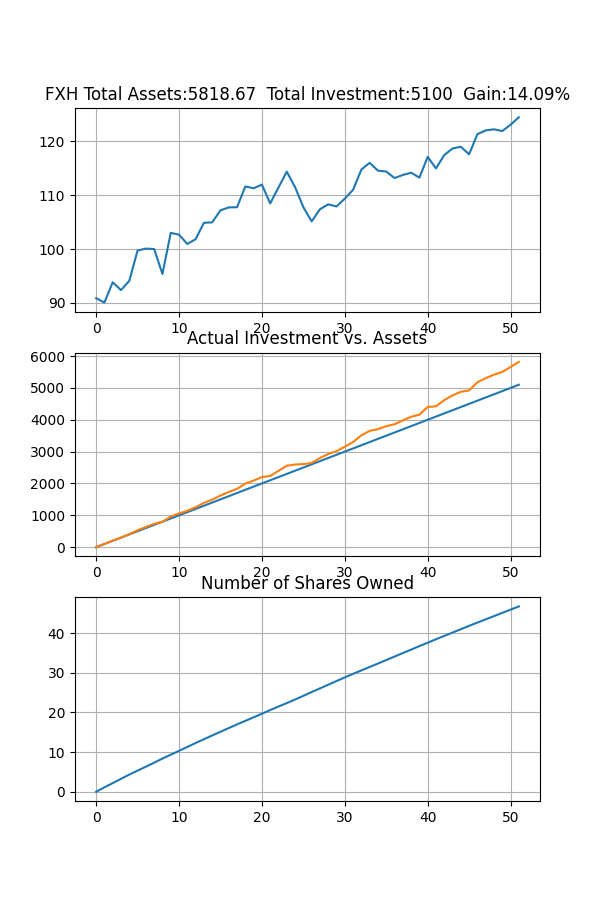 FXH Total Assets:5818.67  Total Investment:5100  Gain:14.09%
120
110
100
90
0 10 20 30 40 50
Actual Investment vs. Assets
6000
5000
4000
3000
2000
1000
0
0 10 20 30 40 50
Number of Shares Owned
40
30
20
10
0
0 10 20 30 40 50